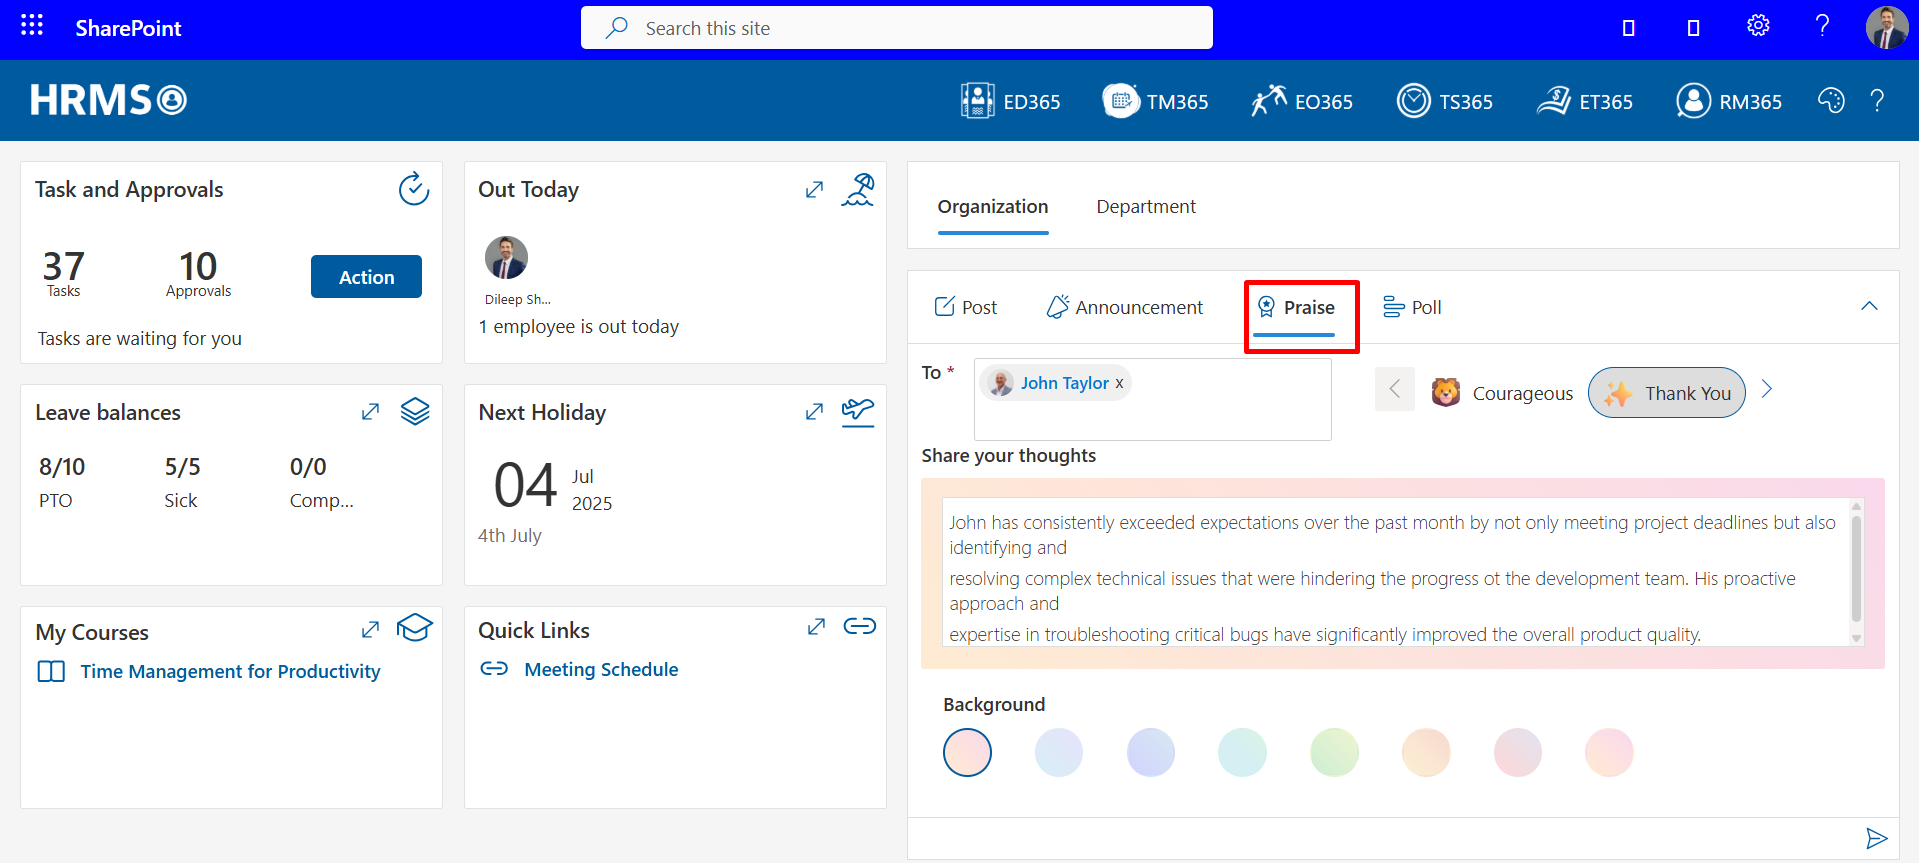 SharePoint
Search this site
HRMS
ED365
TM365
EO365
TS365
ET365
RM365
Task and Approvals
37
Tasks
10
Approvals
Action
Tasks are waiting for you
Out Today
Dileep Sh...
1 employee is out today
Leave balances
8/10
PTO
5/5
Sick
0/0
Comp...
Next Holiday
04
Jul
2025
4th July
My Courses
Time Management for Productivity
Quick Links
Meeting Schedule
Organization
Department
Post
Announcement
Praise
Poll
To *
John Taylor x
Courageous
Thank You
Share your thoughts
John has consistently exceeded expectations over the past month by not only meeting project deadlines but also
identifying and
resolving complex technical issues that were hindering the progress ot the development team. His proactive
approach and
expertise in troubleshooting critical bugs have significantly improved the overall product quality.
Background